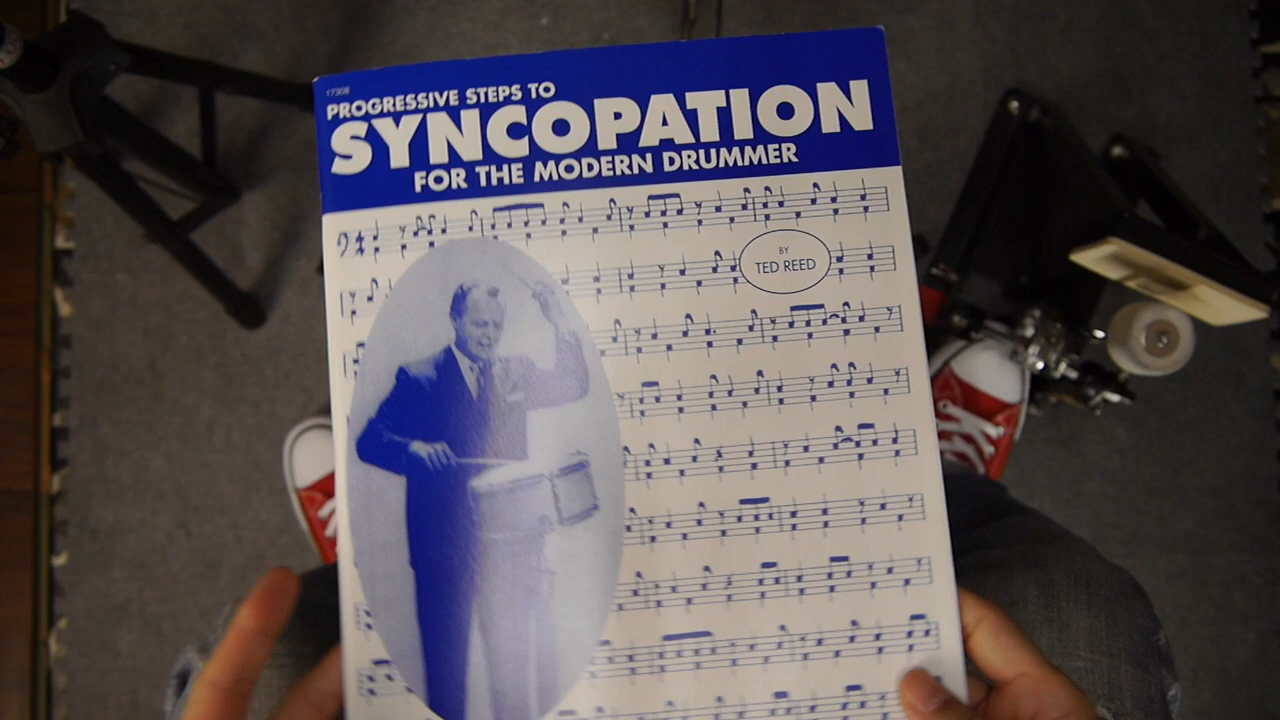 17308
PROGRESSIVE STEPS TO
SYNCOPATION
FOR THE MODERN DRUMMER
BY
TED REED